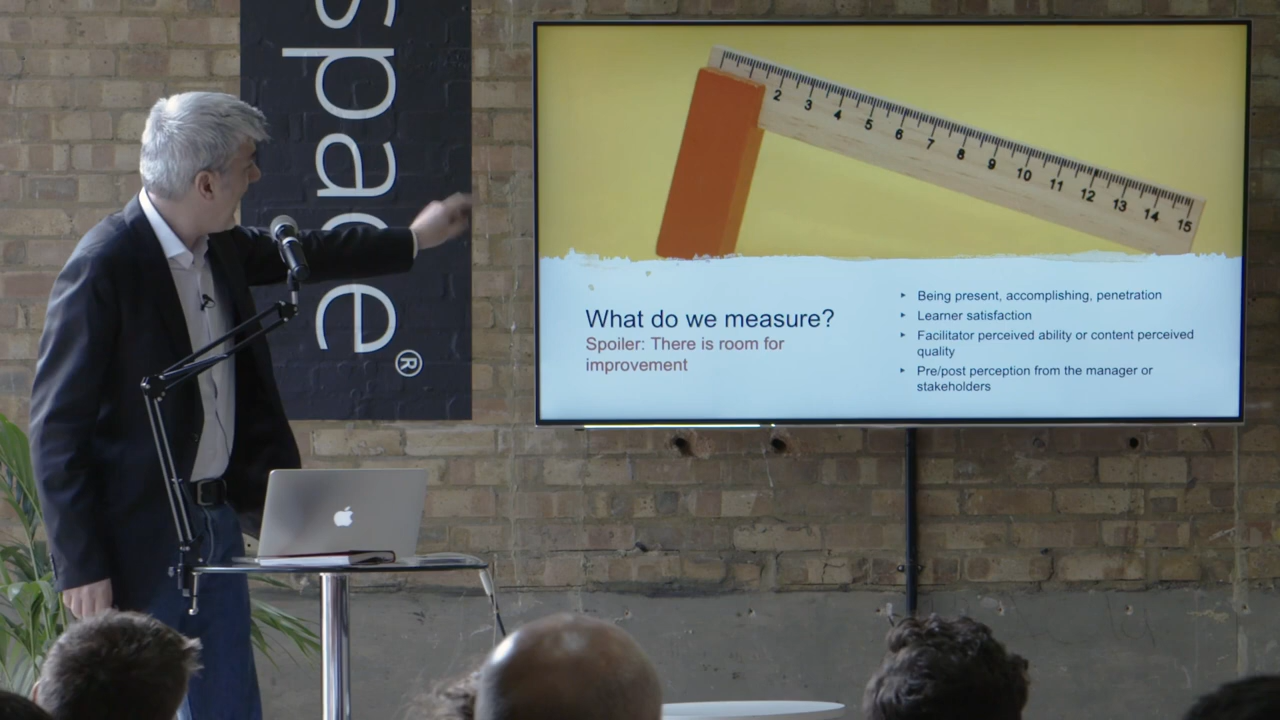 space®
2 3 4 5 6 7 8 9 10 11 12 13 14 15
What do we measure?
Spoiler: There is room for
improvement
‣ Being present, accomplishing, penetration
‣ Learner satisfaction
‣ Facilitator perceived ability or content perceived
quality
‣ Pre/post perception from the manager or
stakeholders